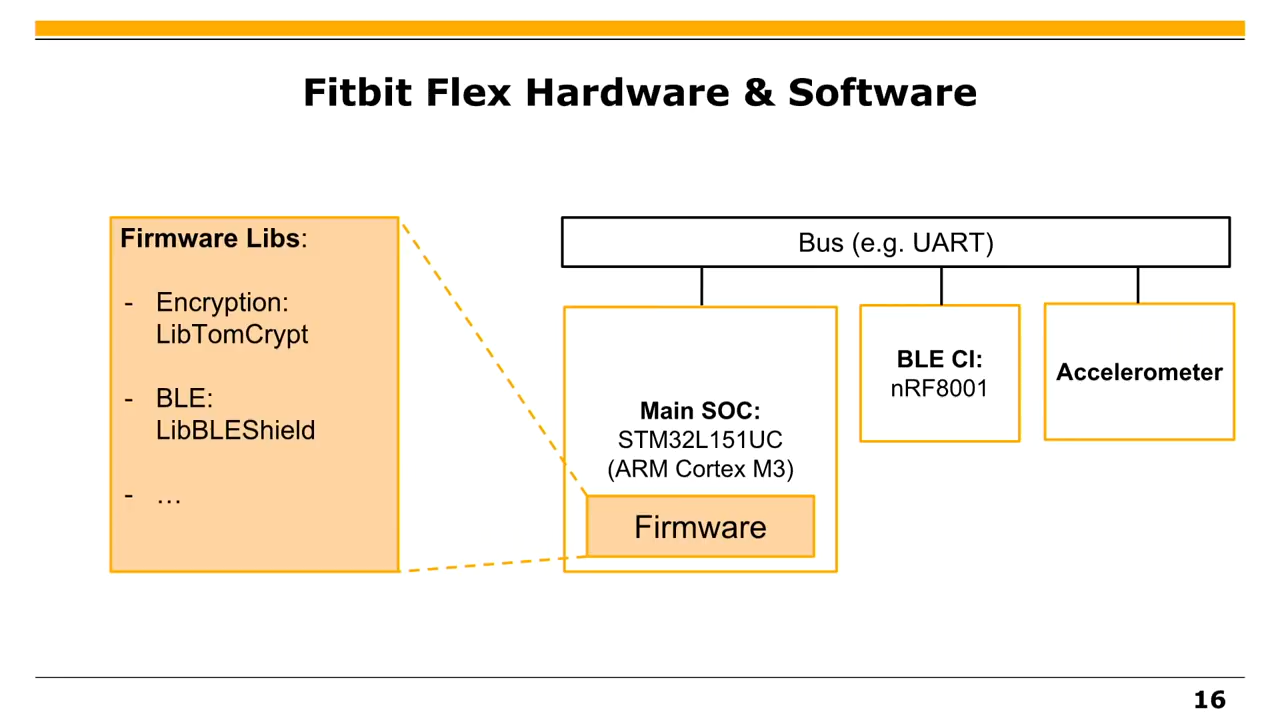 Fitbit Flex Hardware & Software
Firmware Libs:
- Encryption:
LibTomCrypt
- BLE:
LibBLEShield
- …
Bus (e.g. UART)
Main SOC:
STM32L151UC
(ARM Cortex M3)
Firmware
BLE CI:
nRF8001
Accelerometer
16